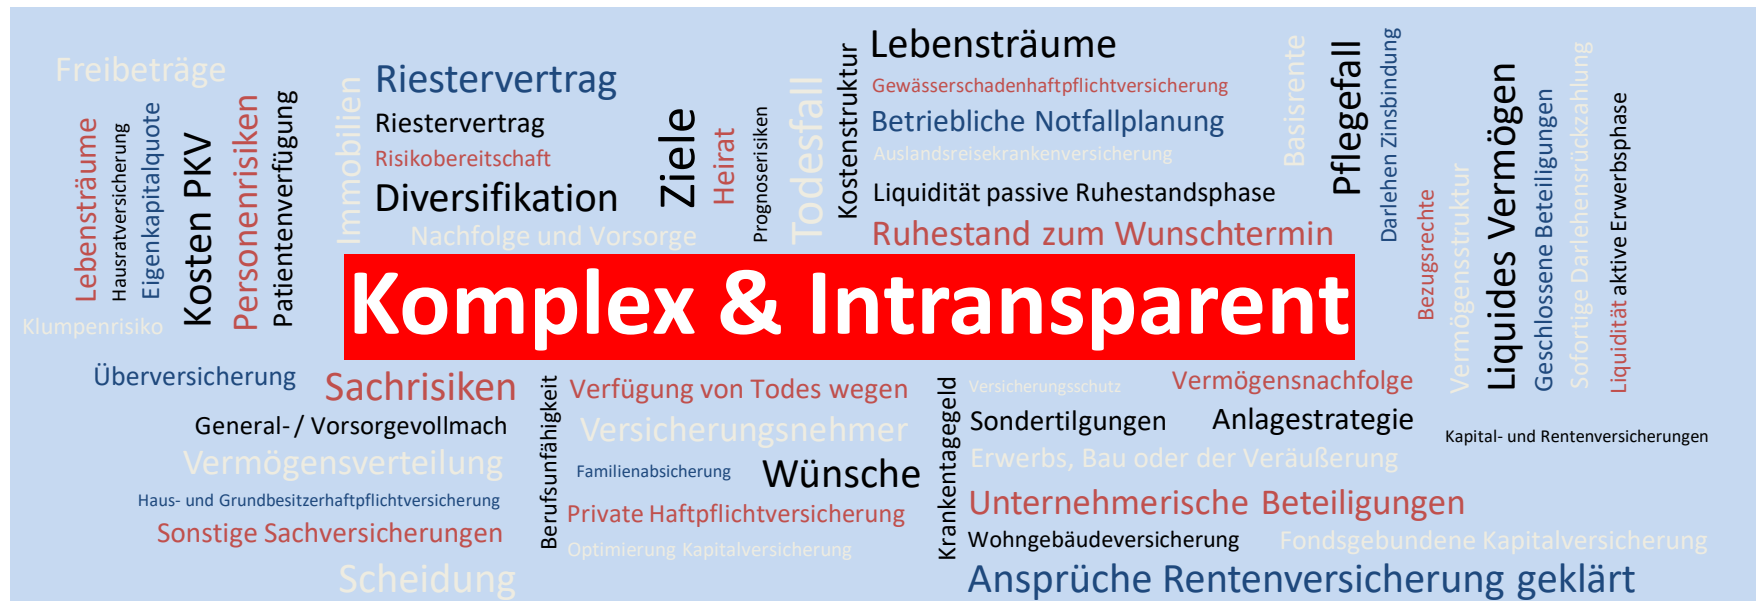 Freibeträge
Lebensträume
Hausratversicherung
Eigenkapitalquote
Kosten PKV
Personenrisiken
Patientenverfügung
Klumpenrisiko
Immobilien
Riestervertrag
Riestervertrag
Risikobereitschaft
Diversifikation
Nachfolge und Vorsorge
Ziele
Heirat
Prognoserisiken
Todesfall
Kostenstruktur
Lebensträume
Gewässerschadenhaftpflichtversicherung
Betriebliche Notfallplanung
Auslandsreisekrankenversicherung
Liquidität passive Ruhestandsphase
Ruhestand zum Wunschtermin
Basisrente
Pflegefall
Darlehen Zinsbindung
Bezugsrechte
Vermögensstruktur
Liquides Vermögen
Geschlossene Beteiligungen
Sofortige Darlehensrückzahlung
Liquidität aktive Erwerbsphase
Komplex & Intransparent
Überversicherung
Sachrisiken
General- / Vorsorgevollmach
Vermögensverteilung
Haus- und Grundbesitzerhaftpflichtversicherung
Sonstige Sachversicherungen
Scheidung
Berufsunfähigkeit
Verfügung von Todes wegen
Versicherungsnehmer
Familienabsicherung
Wünsche
Private Haftpflichtversicherung
Optimierung Kapitalversicherung
Krankentagegeld
Versicherungsschutz
Vermögensnachfolge
Sondertilgungen
Anlagestrategie
Kapital- und Rentenversicherungen
Erwerbs, Bau oder der Veräußerung
Unternehmerische Beteiligungen
Wohngebäudeversicherung
Fondsgebundene Kapitalversicherung
Ansprüche Rentenversicherung geklärt